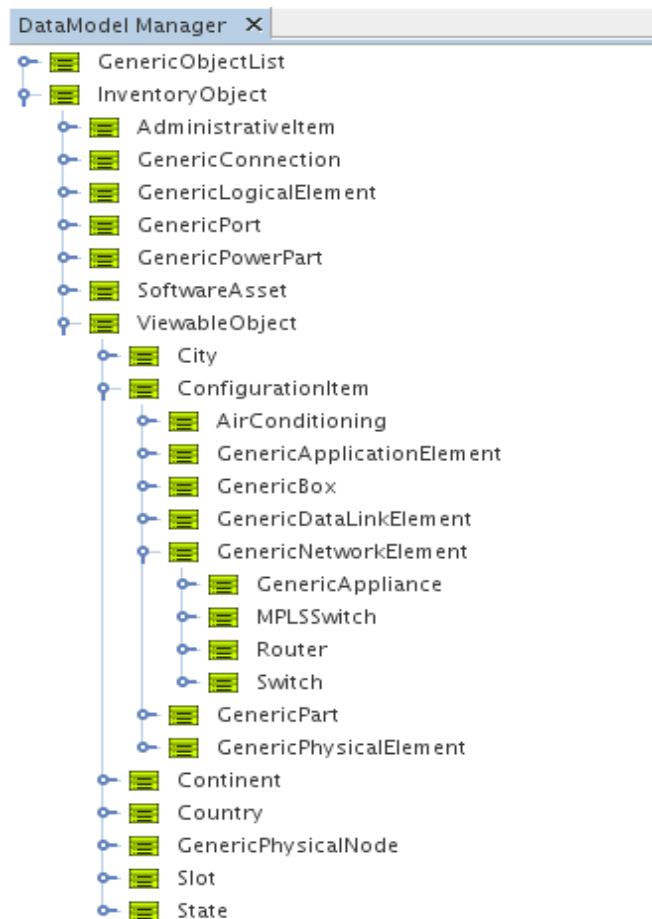 DataModel Manager ×
GenericObjectList
InventoryObject
AdministrativeItem
GenericConnection
GenericLogicalElement
GenericPort
GenericPowerPart
SoftwareAsset
ViewableObject
City
ConfigurationItem
AirConditioning
GenericApplicationElement
GenericBox
GenericDataLinkElement
GenericNetworkElement
GenericAppliance
MPLSSwitch
Router
Switch
GenericPart
GenericPhysicalElement
Continent
Country
GenericPhysicalNode
Slot
State